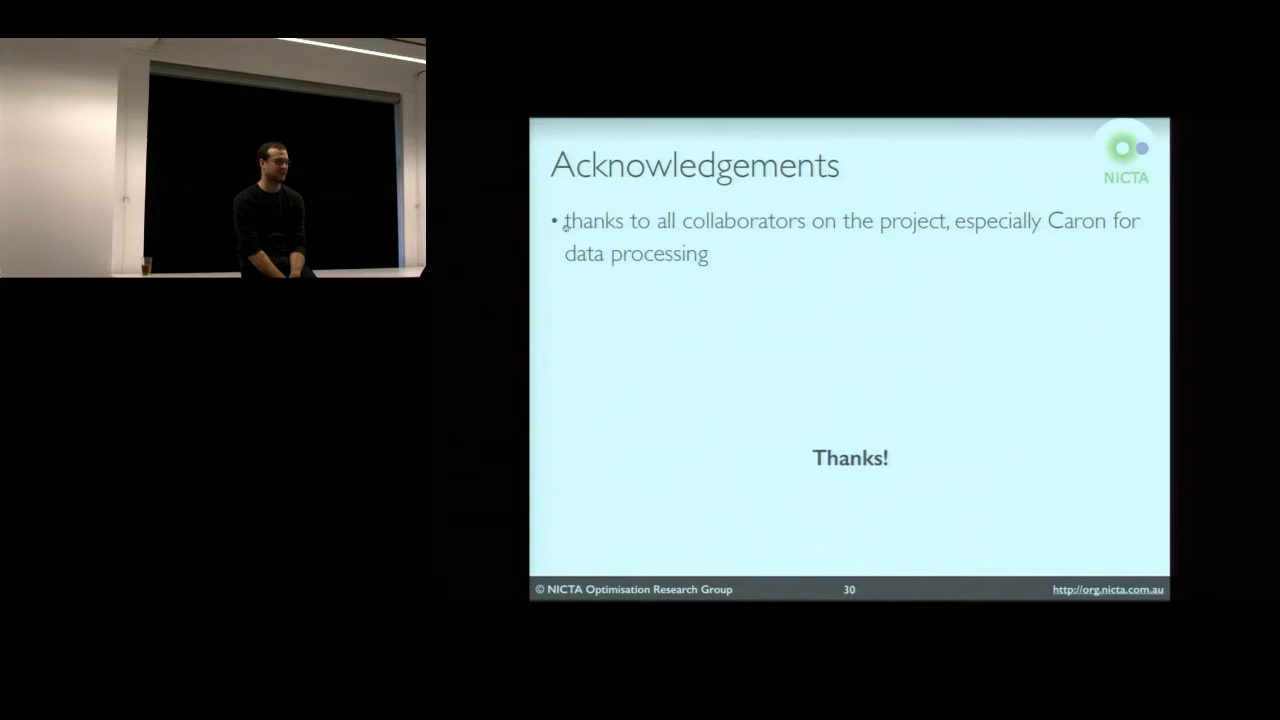 Acknowledgements
NICTA
• thanks to all collaborators on the project, especially Caron for
data processing
Thanks!
© NICTA Optimisation Research Group 30 http://org.nicta.com.au